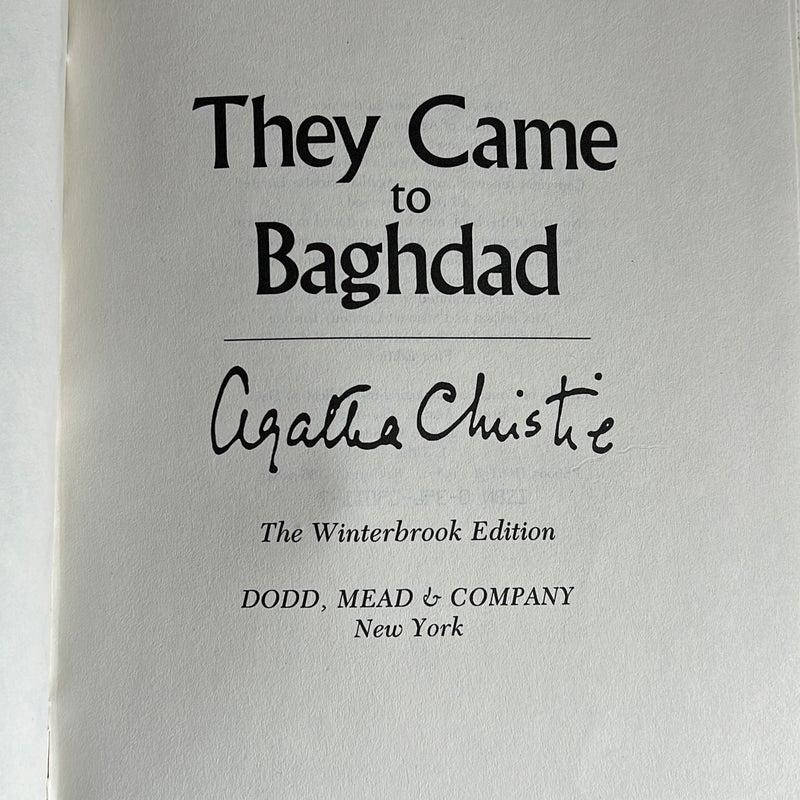 They Came
to
Baghdad
Agatha Christie
The Winterbrook Edition
DODD, MEAD & COMPANY
New York